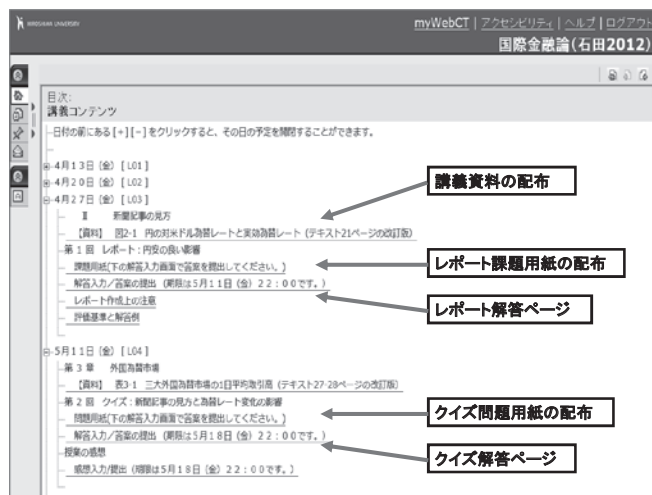 HIROSHIMA UNIVERSITY
myWebCT | アクセシビリティ | ヘルプ | ログアウト
国際金融論(石田2012)
目次:
講義コンテンツ
日付の前にある [+] [-] をクリックすると、その日の予定を開閉することができます。
4月13日 (金) [L01]
4月20日 (金) [L02]
4月27日 (金) [L03]
Ⅱ 新聞記事の見方
【資料】 図2-1 円の対米ドル為替レートと実効為替レート (テキスト21ページの改訂版)
第1回 レポート:円安の良い影響
課題用紙(下の解答入力画面で答案を提出してください。)
解答入力/答案の提出 (期限は5月11日 (金) 22:00です。)
レポート作成上の注意
評価基準と解答例
5月11日 (金) [L04]
第3章 外国為替市場
【資料】 表3-1 三大外国為替市場の1日平均取引高 (テキスト27-28ページの改訂版)
第2回 クイズ:新聞記事の見方と為替レート変化の影響
問題用紙(下の解答入力画面で答案を提出してください。)
解答入力/答案の提出 (期限は5月18日 (金) 22:00です。)
授業の感想
感想入力/提出 (期限は5月18日 (金) 22:00です。)
講義資料の配布
レポート課題用紙の配布
レポート解答ページ
クイズ問題用紙の配布
クイズ解答ページ